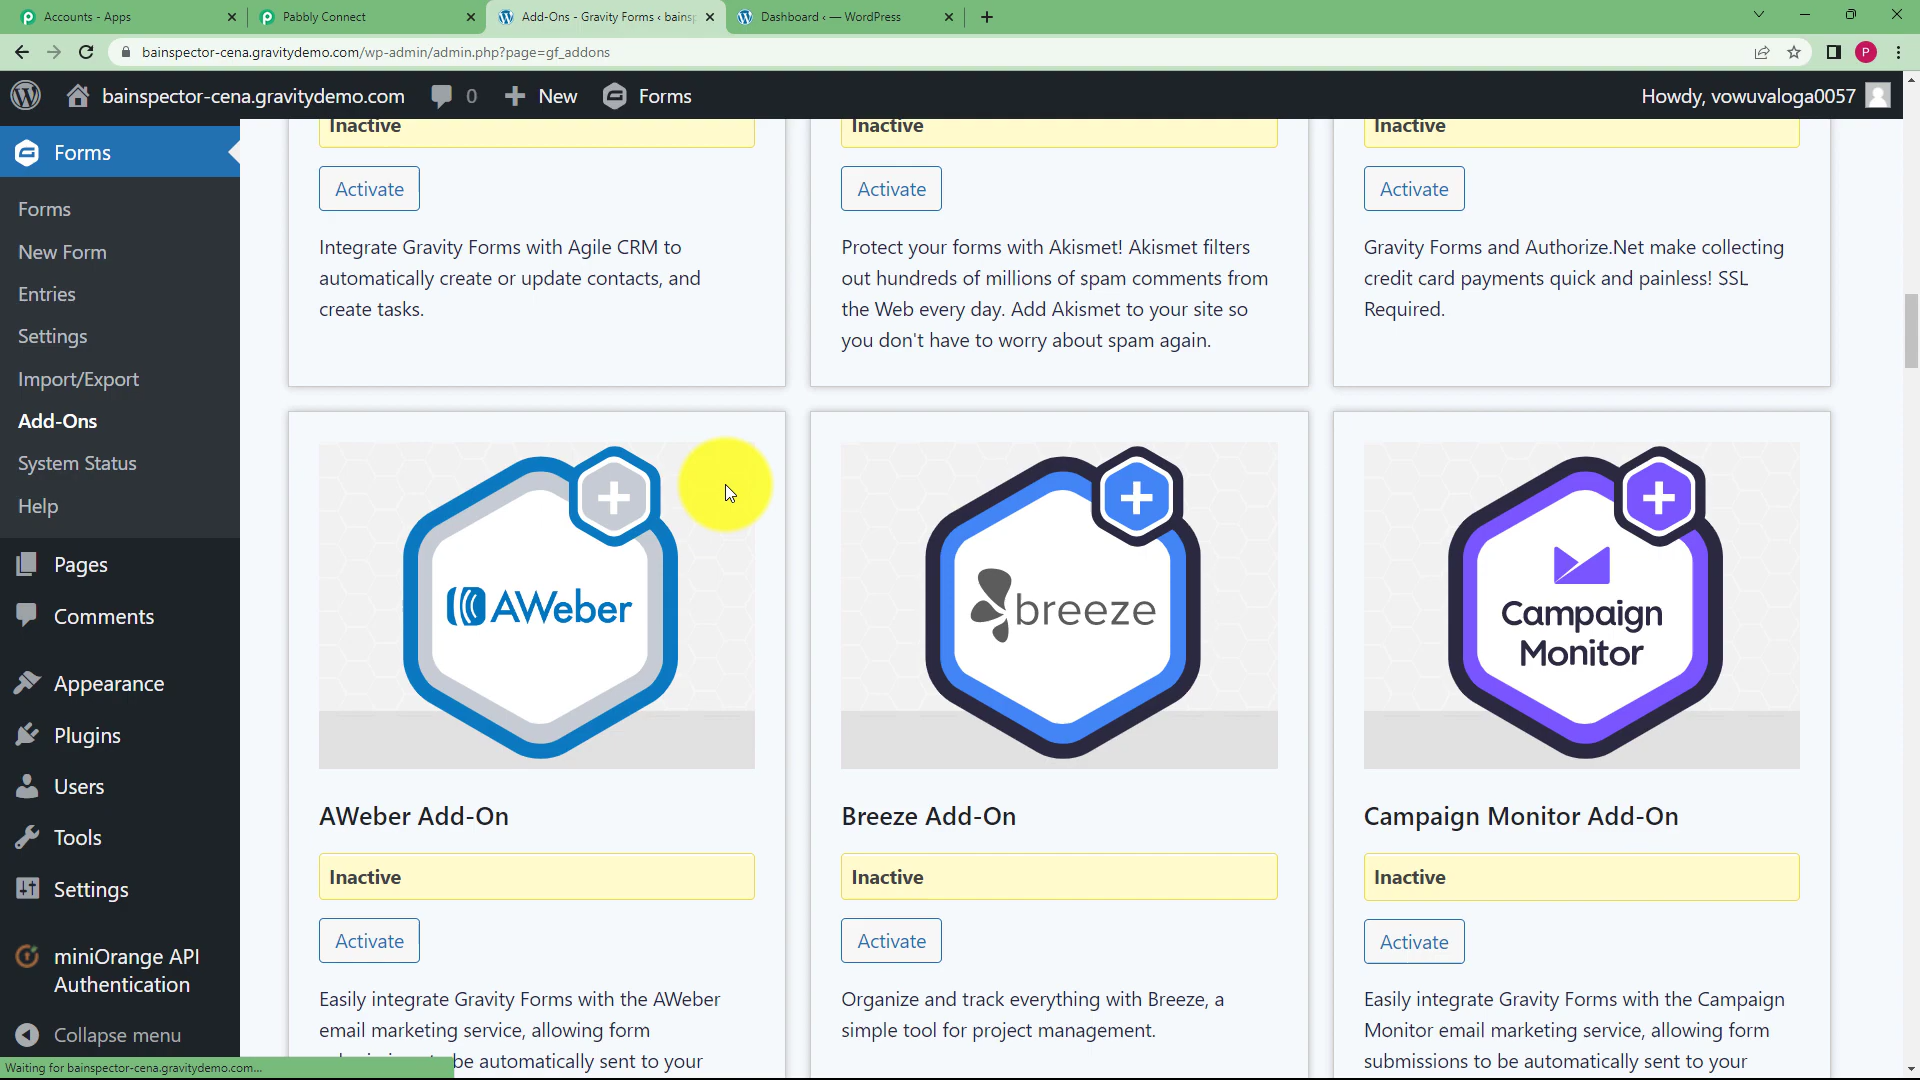 Accounts - Apps
Pabbly Connect
Add-Ons - Gravity Forms ‹ bainsp
Dashboard ‹ — WordPress
bainspector-cena.gravitydemo.com/wp-admin/admin.php?page=gf_addons
P
bainspector-cena.gravitydemo.com
0
New
Forms
Howdy, vowuvaloga0057
Forms
Forms
New Form
Entries
Settings
Import/Export
Add-Ons
System Status
Help
Pages
Comments
Appearance
Plugins
Users
Tools
Settings
miniOrange API
Authentication
Collapse menu
Inactive
Activate
Integrate Gravity Forms with Agile CRM to
automatically create or update contacts, and
create tasks.
Inactive
Activate
Protect your forms with Akismet! Akismet filters
out hundreds of millions of spam comments from
the Web every day. Add Akismet to your site so
you don't have to worry about spam again.
Inactive
Activate
Gravity Forms and Authorize.Net make collecting
credit card payments quick and painless! SSL
Required.
AWeber
AWeber Add-On
Inactive
Activate
Easily integrate Gravity Forms with the AWeber
email marketing service, allowing form
be automatically sent to your
breeze
Breeze Add-On
Inactive
Activate
Organize and track everything with Breeze, a
simple tool for project management.
Campaign
Monitor
Campaign Monitor Add-On
Inactive
Activate
Easily integrate Gravity Forms with the Campaign
Monitor email marketing service, allowing form
submissions to be automatically sent to your
Waiting for bainspector-cena.gravitydemo.com...